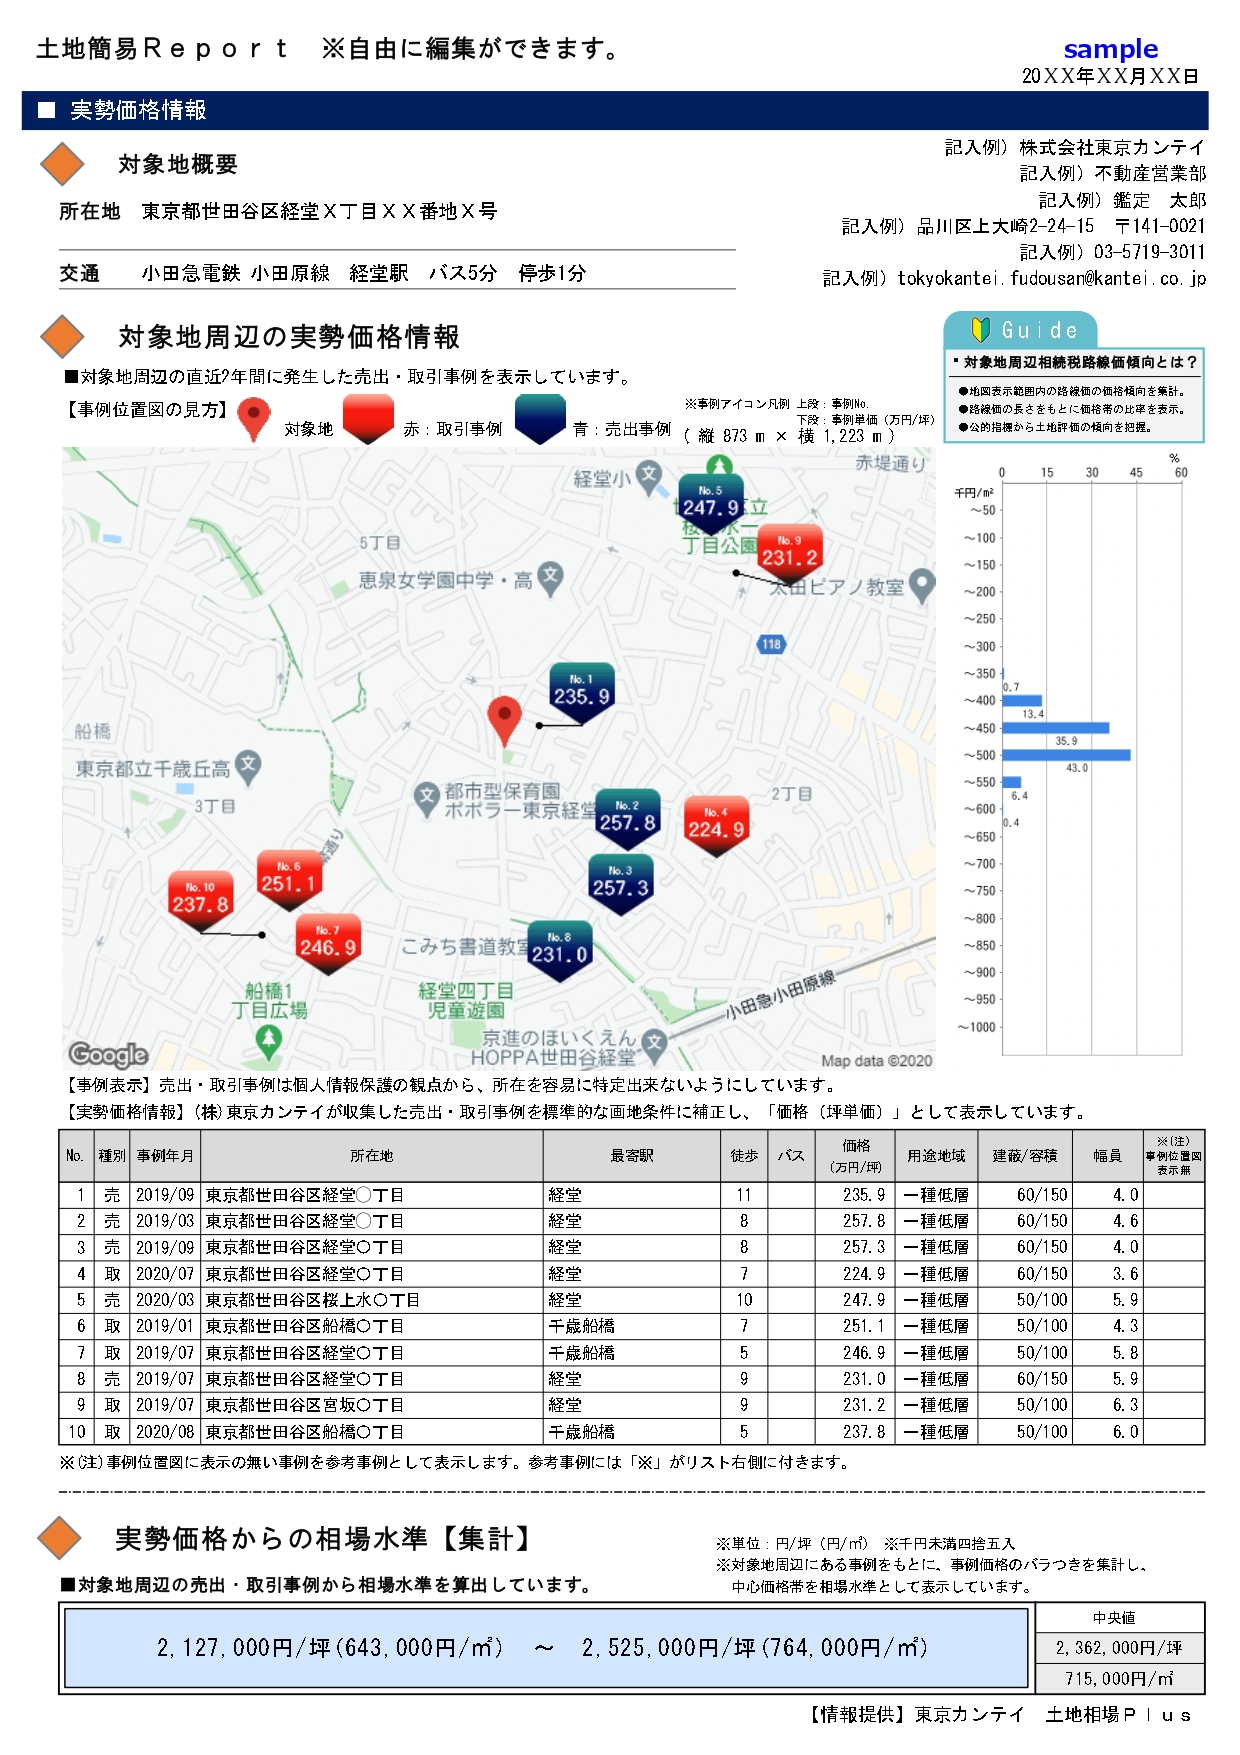 土地簡易Ｒｅｐｏｒｔ　※自由に編集ができます。
sample
20ＸＸ年ＸＸ月ＸＸ日
■ 実勢価格情報
対象地概要
記入例）株式会社東京カンテイ
記入例）不動産営業部
記入例）鑑定　太郎
記入例）品川区上大崎2-24-15　〒141-0021
記入例）03-5719-3011
記入例）tokyokantei.fudousan@kantei.co.jp
所在地　東京都世田谷区経堂Ｘ丁目ＸＸ番地Ｘ号
交通　小田急電鉄 小田原線　経堂駅　バス5分　停歩1分
対象地周辺の実勢価格情報
■対象地周辺の直近2年間に発生した売出・取引事例を表示しています。
【事例位置図の見方】 対象地 赤：取引事例 青：売出事例
※事例アイコン凡例 上段：事例No.
下段：事例単価（万円/坪）
( 縦 873 m × 横 1,223 m )
Guide
・対象地周辺相続税路線価傾向とは？
●地図表示範囲内の路線価の価格傾向を集計。
●路線価の長さをもとに価格帯の比率を表示。
●公的指標から土地評価の傾向を把握。
赤堤通り
経堂小
No.5
247.9
丁目公園
No.9
231.2
5丁目
恵泉女学園中学・高
太田ピアノ教室
118
No.1
235.9
船橋
東京都立千歳丘高
3丁目
都市型保育園
ポポラー東京経堂
2丁目
No.2
257.8
No.4
224.9
No.3
257.3
No.6
251.1
No.10
237.8
No.7
246.9
こみち書道教室
No.8
231.0
船橋1
丁目広場
経堂四丁目
児童遊園
小田急小田原線
京進のほいくえん
HOPPA世田谷経堂
Google
Map data ©2020
%
0 15 30 45 60
千円/㎡
～50
～100
～150
～200
～250
～300
～350
0.7
～400
13.4
～450
35.9
～500
43.0
～550
6.4
～600
0.4
～650
～700
～750
～800
～850
～900
～950
～1000
【事例表示】売出・取引事例は個人情報保護の観点から、所在を容易に特定出来ないようにしています。
【実勢価格情報】(株)東京カンテイが収集した売出・取引事例を標準的な画地条件に補正し、「価格（坪単価）」として表示しています。
No. 種別 事例年月 所在地 最寄駅 徒歩 バス 価格（万円/坪） 用途地域 建蔽/容積 幅員 ※(注)事例位置図表示無
1 売 2019/09 東京都世田谷区経堂◯丁目 経堂 11 235.9 一種低層 60/150 4.0
2 売 2019/03 東京都世田谷区経堂◯丁目 経堂 8 257.8 一種低層 60/150 4.6
3 売 2019/09 東京都世田谷区経堂〇丁目 経堂 8 257.3 一種低層 60/150 4.0
4 取 2020/07 東京都世田谷区経堂〇丁目 経堂 7 224.9 一種低層 60/150 3.6
5 売 2020/03 東京都世田谷区桜上水〇丁目 経堂 10 247.9 一種低層 50/100 5.9
6 取 2019/01 東京都世田谷区船橋〇丁目 千歳船橋 7 251.1 一種低層 50/100 4.3
7 取 2019/07 東京都世田谷区経堂〇丁目 千歳船橋 5 246.9 一種低層 50/100 5.8
8 売 2019/07 東京都世田谷区経堂〇丁目 経堂 9 231.0 一種低層 60/150 5.9
9 取 2019/07 東京都世田谷区宮坂〇丁目 経堂 9 231.2 一種低層 50/100 6.3
10 取 2020/08 東京都世田谷区船橋〇丁目 千歳船橋 5 237.8 一種低層 50/100 6.0
※(注)事例位置図に表示の無い事例を参考事例として表示します。参考事例には「※」がリスト右側に付きます。
実勢価格からの相場水準【集計】
※単位：円/坪（円/㎡）　※千円未満四捨五入
※対象地周辺にある事例をもとに、事例価格のバラつきを集計し、
中心価格帯を相場水準として表示しています。
■対象地周辺の売出・取引事例から相場水準を算出しています。
2,127,000円/坪(643,000円/㎡)　～　2,525,000円/坪(764,000円/㎡)
中央値
2,362,000円/坪
715,000円/㎡
【情報提供】東京カンテイ　土地相場Ｐｌｕｓ